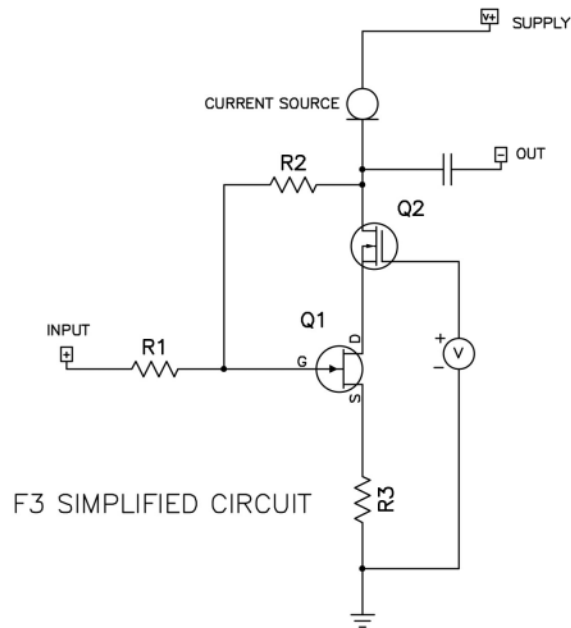 V+
SUPPLY
CURRENT SOURCE
R2
-
OUT
Q2
Q1
D
INPUT
+
R1
G
S
+
V
-
R3
F3 SIMPLIFIED CIRCUIT